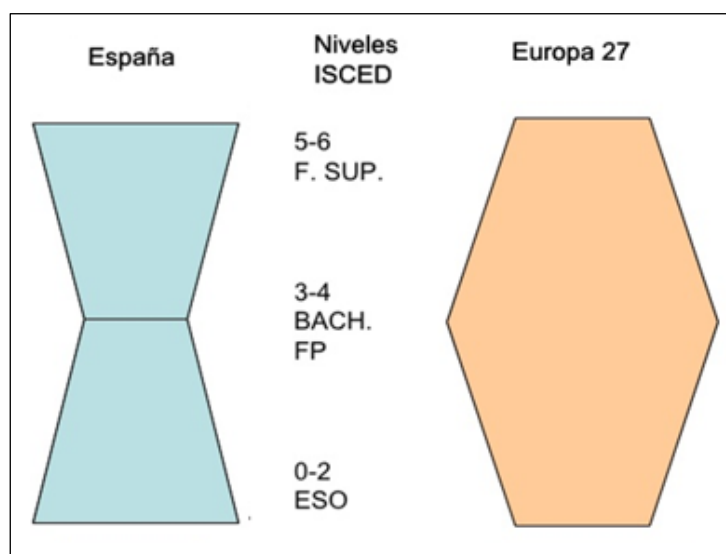 España
Niveles
ISCED
Europa 27
5-6
F. SUP.
3-4
BACH.
FP
0-2
ESO